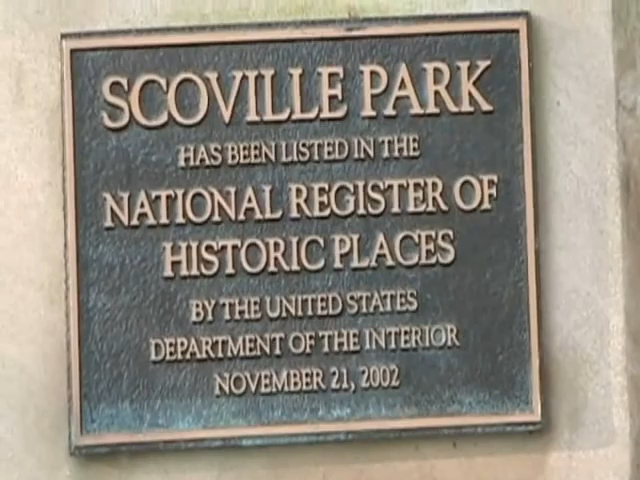 SCOVILLE PARK
HAS BEEN LISTED IN THE
NATIONAL REGISTER OF
HISTORIC PLACES
BY THE UNITED STATES
DEPARTMENT OF THE INTERIOR
NOVEMBER 21, 2002